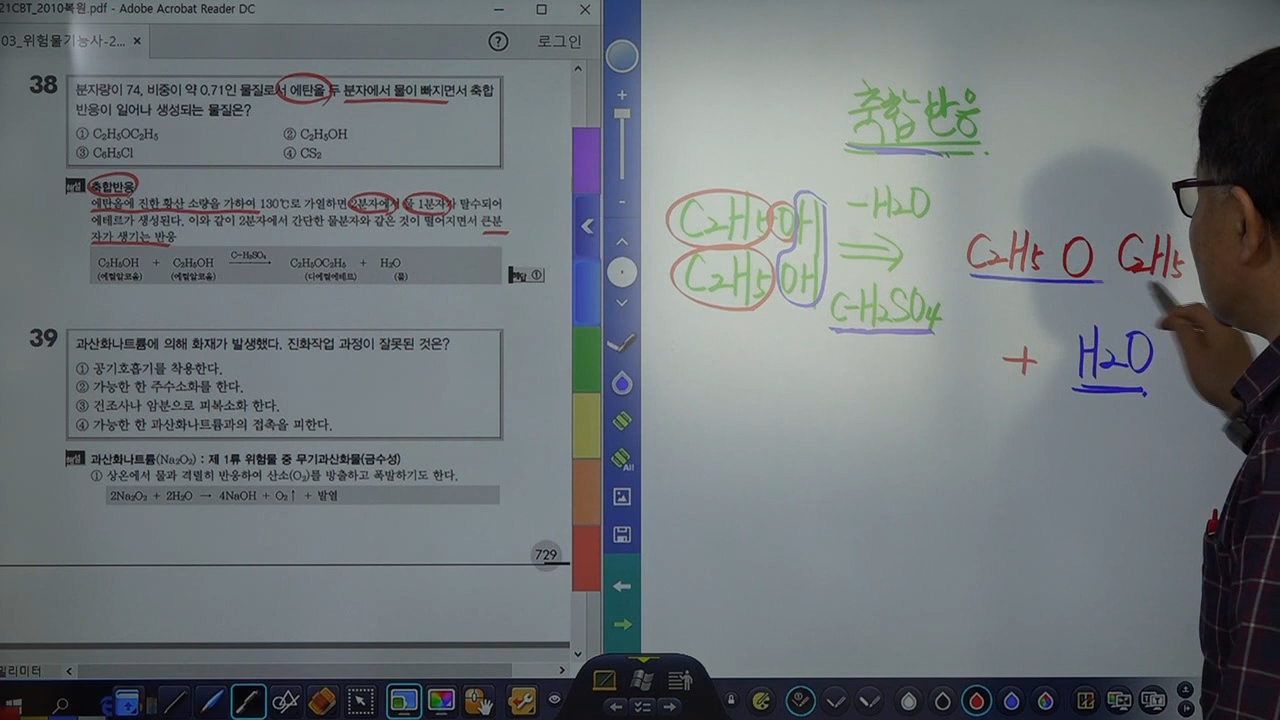 21CBT_2010복원.pdf - Adobe Acrobat Reader DC
03_위험물기능사-2... ×
로그인
38
분자량이 74, 비중이 약 0.71인 물질로서 에탄올 두 분자에서 물이 빠지면서 축합
반응이 일어나 생성되는 물질은?
① C₂H₅OC₂H₅ ② C₂H₅OH
③ C₆H₅Cl ④ CS₂
해설 축합반응
에탄올에 진한 황산 소량을 가하여 130℃로 가열하면 2분자에서 물 1분자가 탈수되어
에테르가 생성된다. 이와 같이 2분자에서 간단한 물분자와 같은 것이 떨어지면서 큰분
자가 생기는 반응
C₂H₅OH + C₂H₅OH C-H₂SO₄ → C₂H₅OC₂H₅ + H₂O
(에틸알코올) (에틸알코올) (디에틸에테르) (물)
①
39
과산화나트륨에 의해 화재가 발생했다. 진화작업 과정이 잘못된 것은?
① 공기호흡기를 착용한다.
② 가능한 한 주수소화를 한다.
③ 건조사나 암분으로 피복소화 한다.
④ 가능한 한 과산화나트륨과의 접촉을 피한다.
해설 과산화나트륨(Na₂O₂) : 제 1류 위험물 중 무기과산화물(금수성)
① 상온에서 물과 격렬히 반응하여 산소(O₂)를 방출하고 폭발하기도 한다.
2Na₂O₂ + 2H₂O → 4NaOH + O₂↑ + 발열
729
밀리미터
All
축합반응
C2H5OH
C2H5OH
-H2O
⇒
C-H2SO4
C2H5 O C2H5
+ H2O